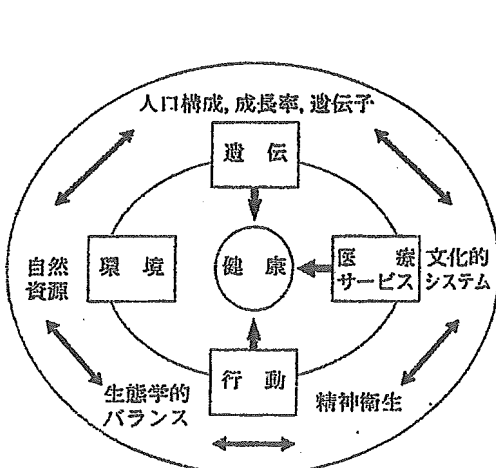 人口構成, 成長率, 遺伝子
遺 伝
自然
資源
環 境
健 康
医 療
サービス
文化的
システム
行 動
生態学的
バランス
精神衛生